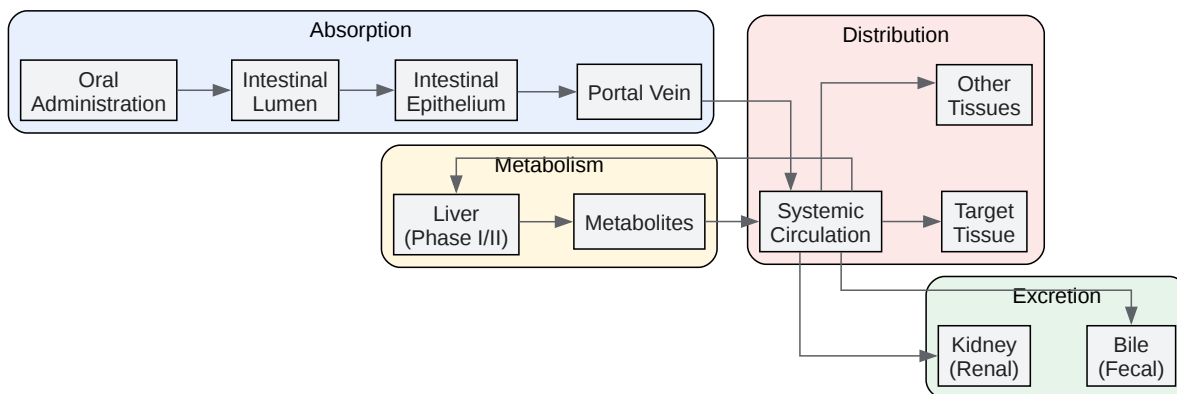 Absorption
Oral
Administration
Intestinal
Lumen
Intestinal
Epithelium
Portal Vein
Distribution
Other
Tissues
Metabolism
Liver
(Phase I/II)
Metabolites
Systemic
Circulation
Target
Tissue
Excretion
Kidney
(Renal)
Bile
(Fecal)